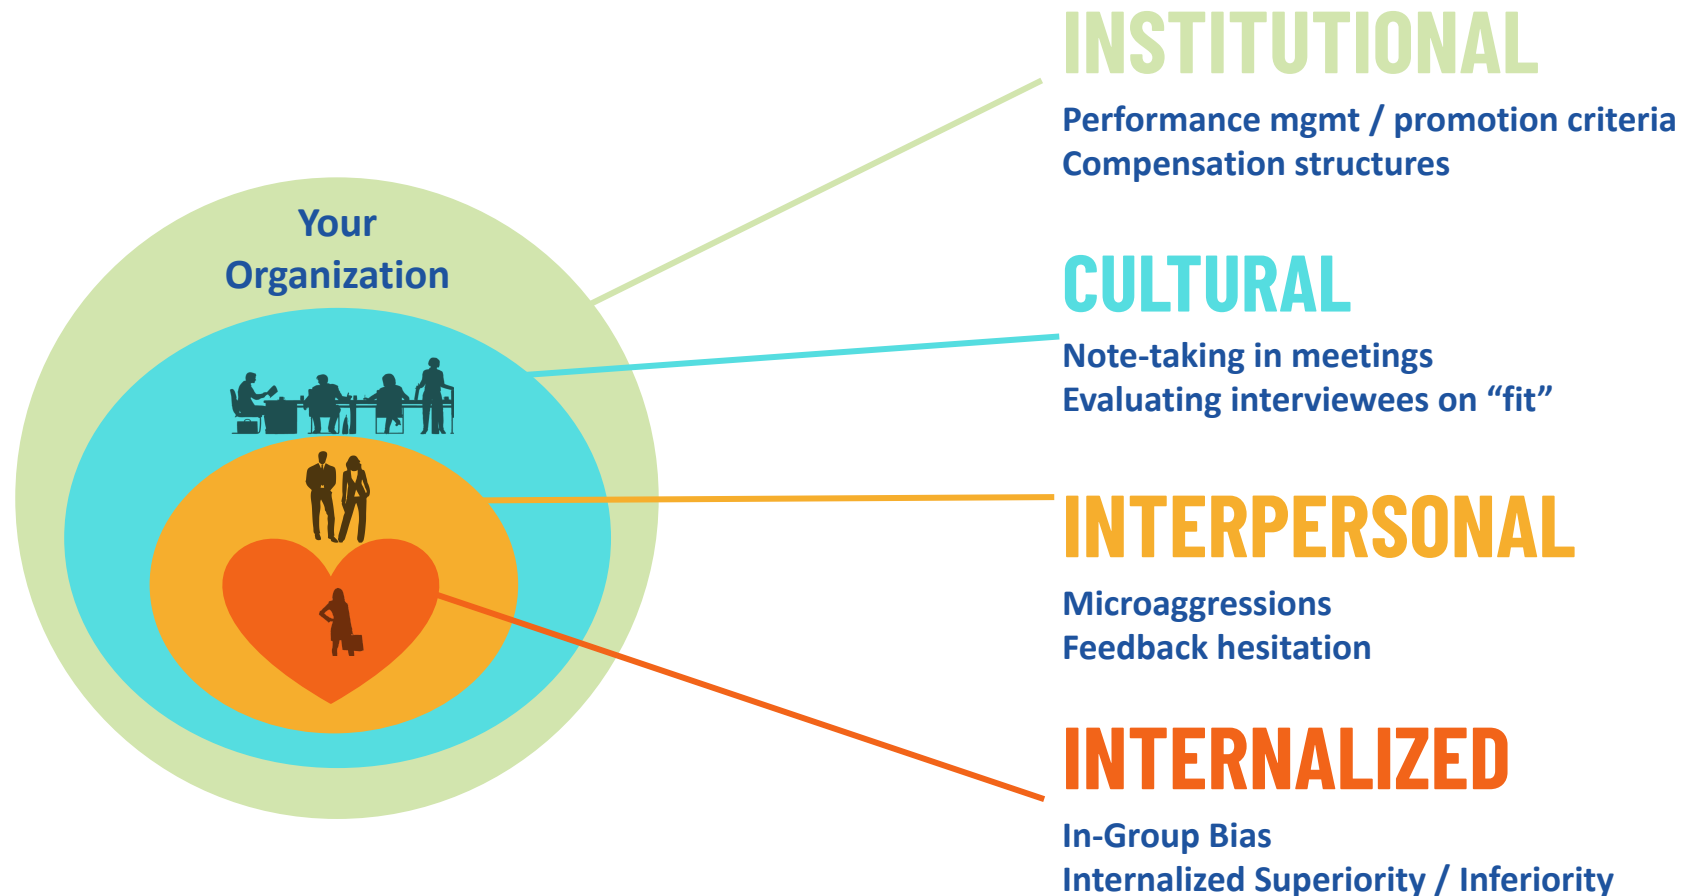 Your
Organization
INSTITUTIONAL
Performance mgmt / promotion criteria
Compensation structures
CULTURAL
Note-taking in meetings
Evaluating interviewees on “fit”
INTERPERSONAL
Microaggressions
Feedback hesitation
INTERNALIZED
In-Group Bias
Internalized Superiority / Inferiority